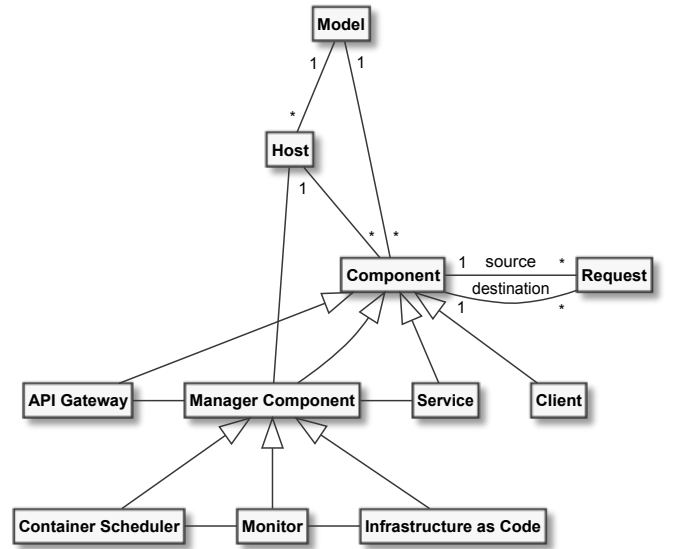 Model
1 1
*
Host
1
* *
Component
1 source *
Request
destination
1 *
API Gateway
Manager Component
Service
Client
Container Scheduler
Monitor
Infrastructure as Code